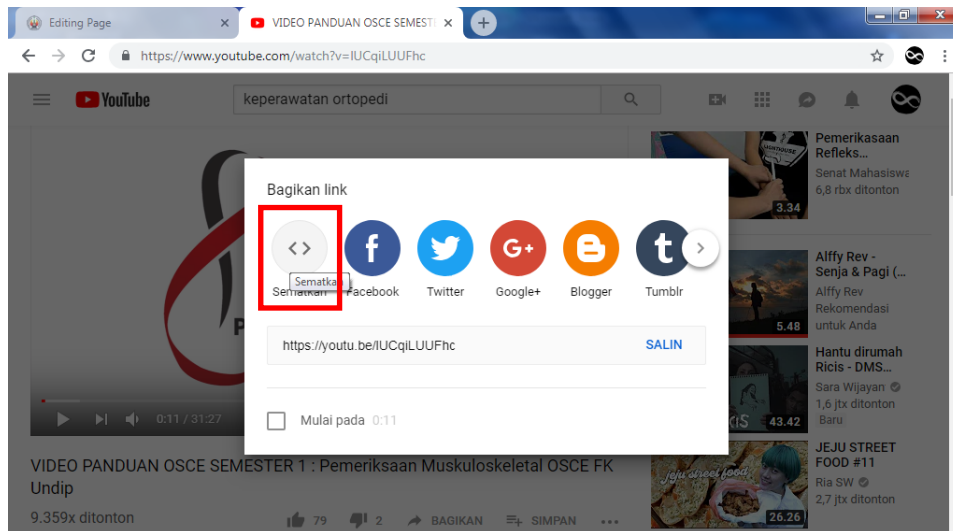 Editing Page
VIDEO PANDUAN OSCE SEMEST
https://www.youtube.com/watch?v=IUCqiLUUFhc
YouTube
keperawatan ortopedi
Bagikan link
Sematkan
Sematkan
Facebook
Twitter
Google+
Blogger
Tumblr
https://youtu.be/IUCqiLUUFhc
SALIN
Mulai pada 0:11
0:11 / 31:27
VIDEO PANDUAN OSCE SEMESTER 1 : Pemeriksaan Muskuloskeletal OSCE FK
Undip
9.359x ditonton
79
2
BAGIKAN
SIMPAN
3.34
Pemerikasaan
Refleks...
Senat Mahasiswa
6,8 rbx ditonton
5.48
Alffy Rev -
Senja & Pagi (...
Alffy Rev
Rekomendasi
untuk Anda
43.42
Hantu dirumah
Ricis - DMS...
Sara Wijayan
1,6 jtx ditonton
Baru
jeju street food
26.26
JEJU STREET
FOOD #11
Ria SW
2,7 jtx ditonton